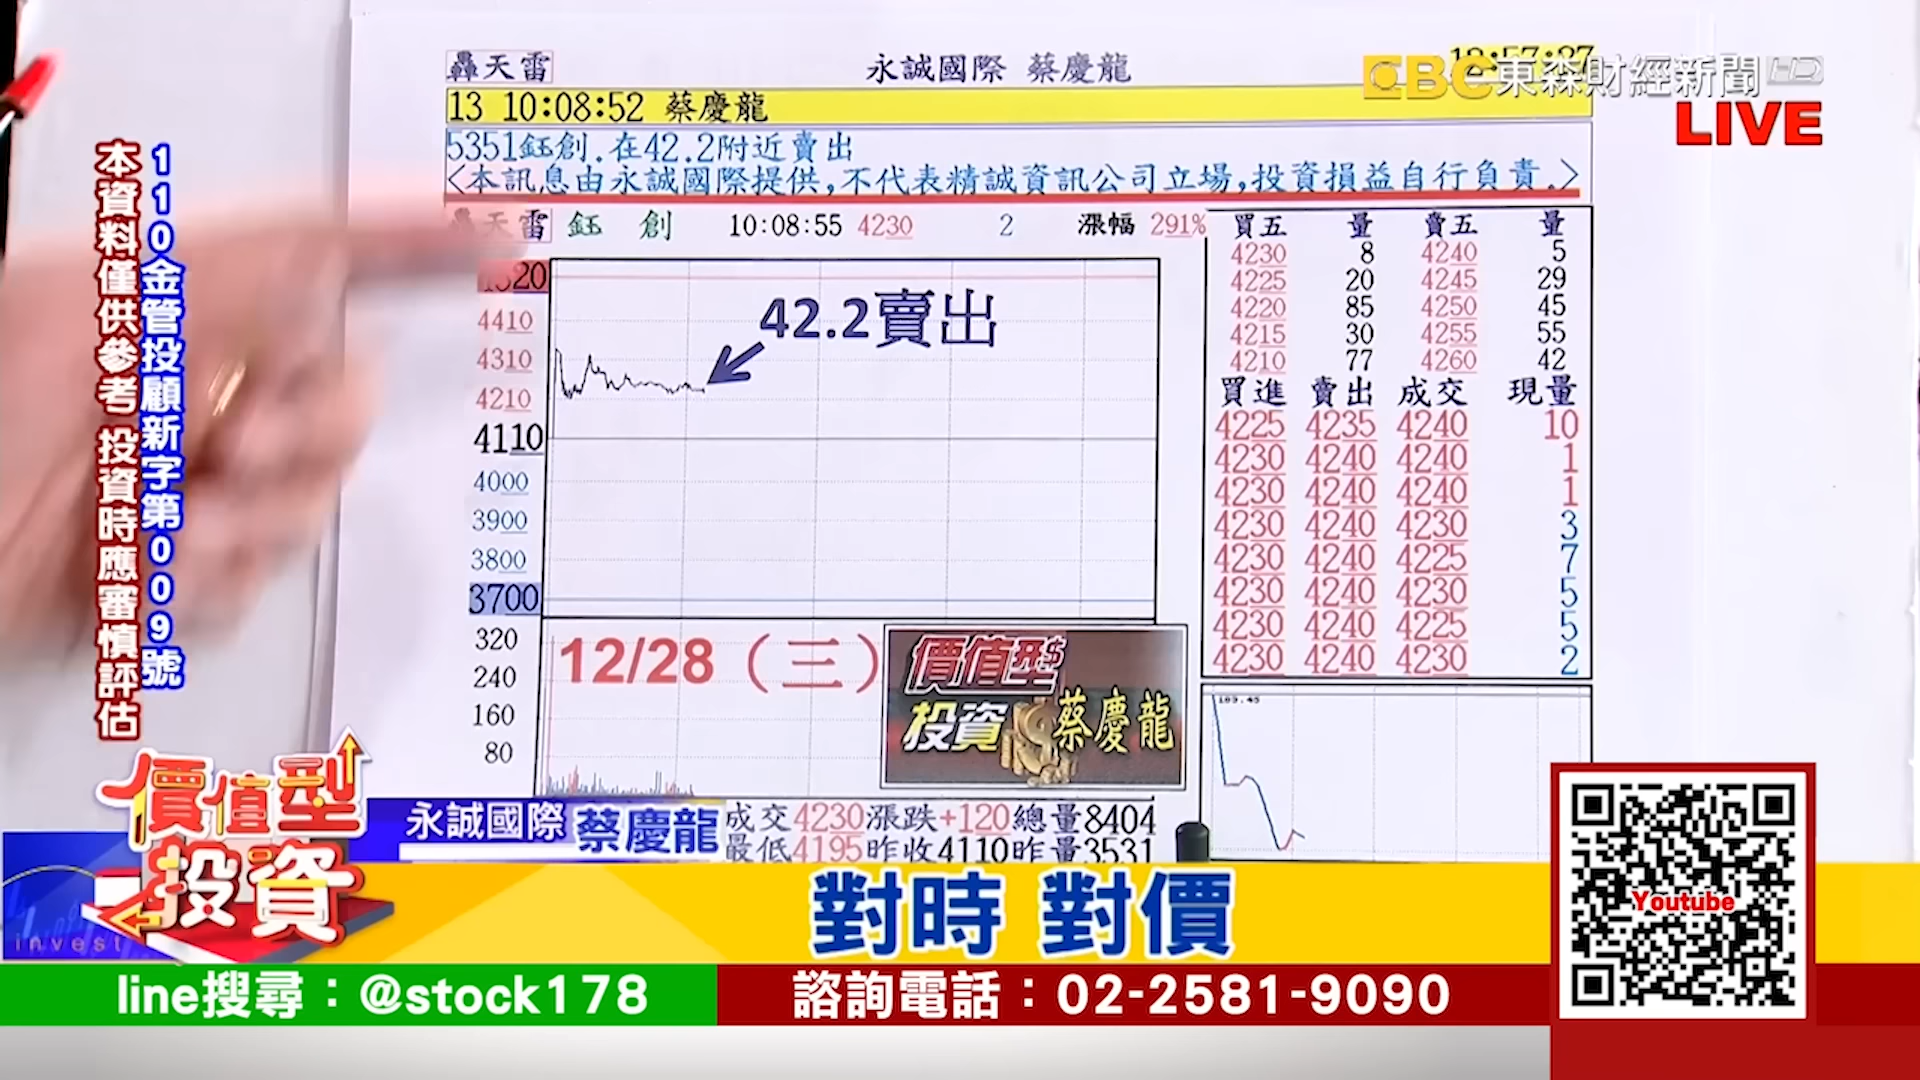 轟天雷
永誠國際 蔡慶龍
12:57:27
EBC東森財經新聞HD
LIVE
13 10:08:52 蔡慶龍
5351鈺創.在42.2附近賣出
<本訊息由永誠國際提供,不代表精誠資訊公司立場,投資損益自行負責.>
轟天雷 鈺 創 10:08:55 4230 2 漲幅 291%
42.2賣出
4410
4310
4210
4110
4000
3900
3800
3700
320
240
160
80
12/28（三）
價值型$
投資 蔡慶龍
買五 量 賣五 量
4230 8 4240 5
4225 20 4245 29
4220 85 4250 45
4215 30 4255 55
4210 77 4260 42
買進 賣出 成交 現量
4225 4235 4240 10
4230 4240 4240 1
4230 4240 4240 1
4230 4240 4230 3
4230 4240 4225 7
4230 4240 4230 5
4230 4240 4225 5
4230 4240 4230 2
成交4230漲跌+120總量8404
最低4195昨收4110昨量3531
110金管投顧新字第009號
本資料僅供參考 投資時應審慎評估
價值型
投資
invest
永誠國際 蔡慶龍
對時 對價
Youtube
line搜尋：@stock178
諮詢電話：02-2581-9090